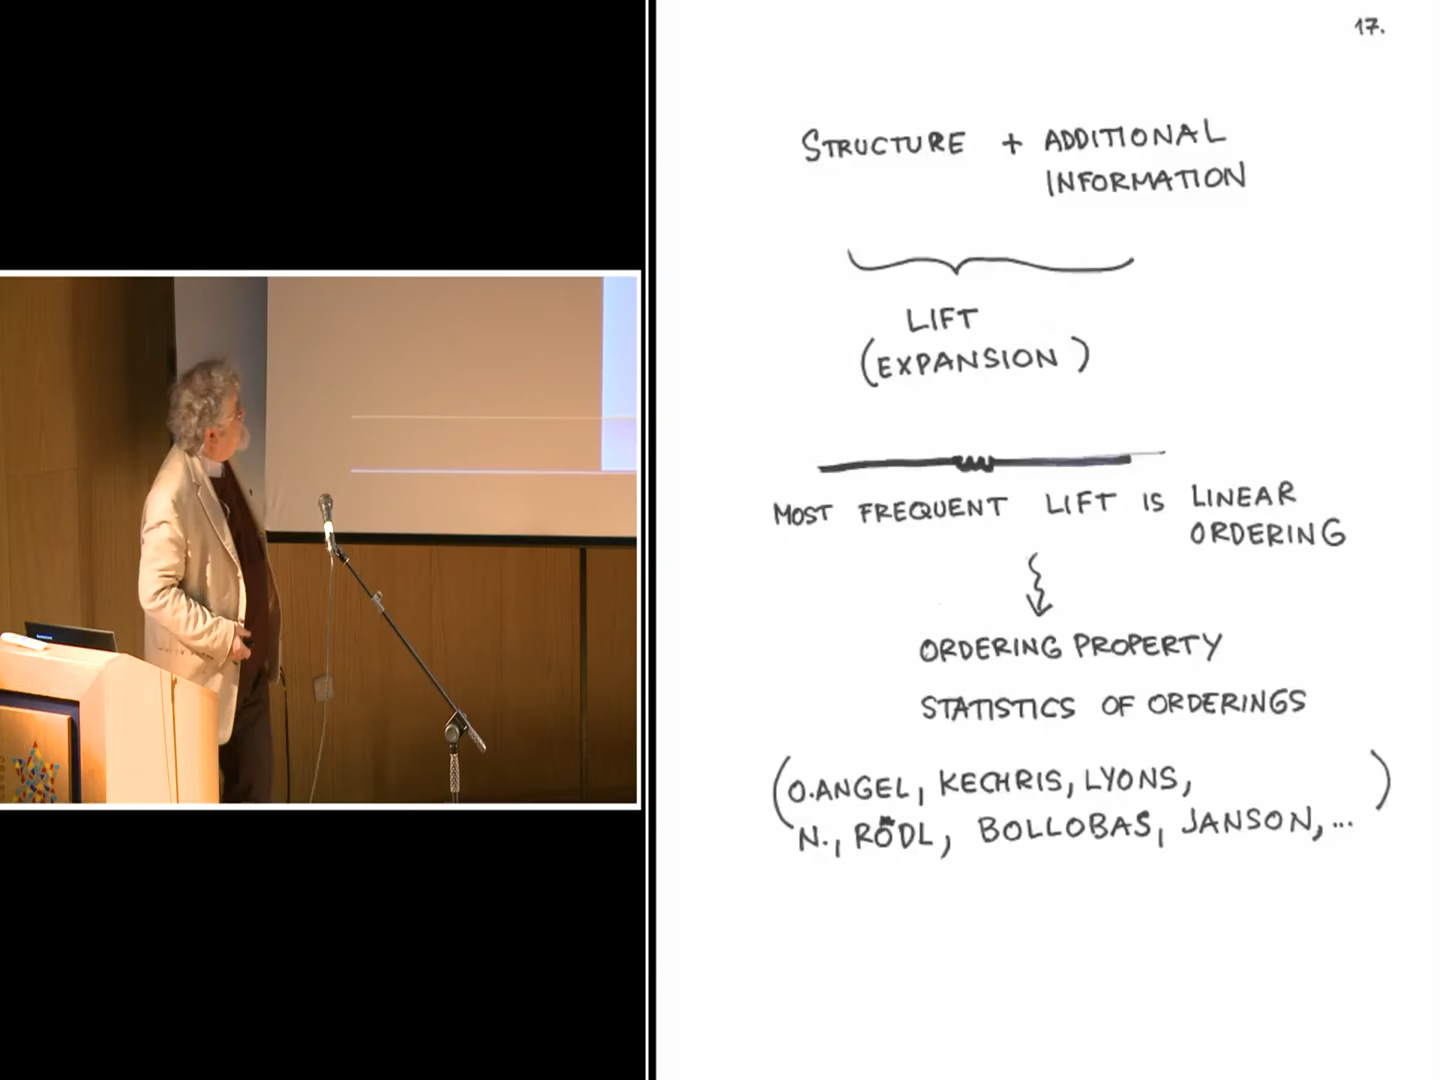 17.
STRUCTURE + ADDITIONAL
INFORMATION
LIFT
(EXPANSION)
MOST FREQUENT LIFT IS LINEAR
ORDERING
ORDERING PROPERTY
STATISTICS OF ORDERINGS
(O.ANGEL, KECHRIS, LYONS,
N., RÖDL, BOLLOBAS, JANSON, ...)